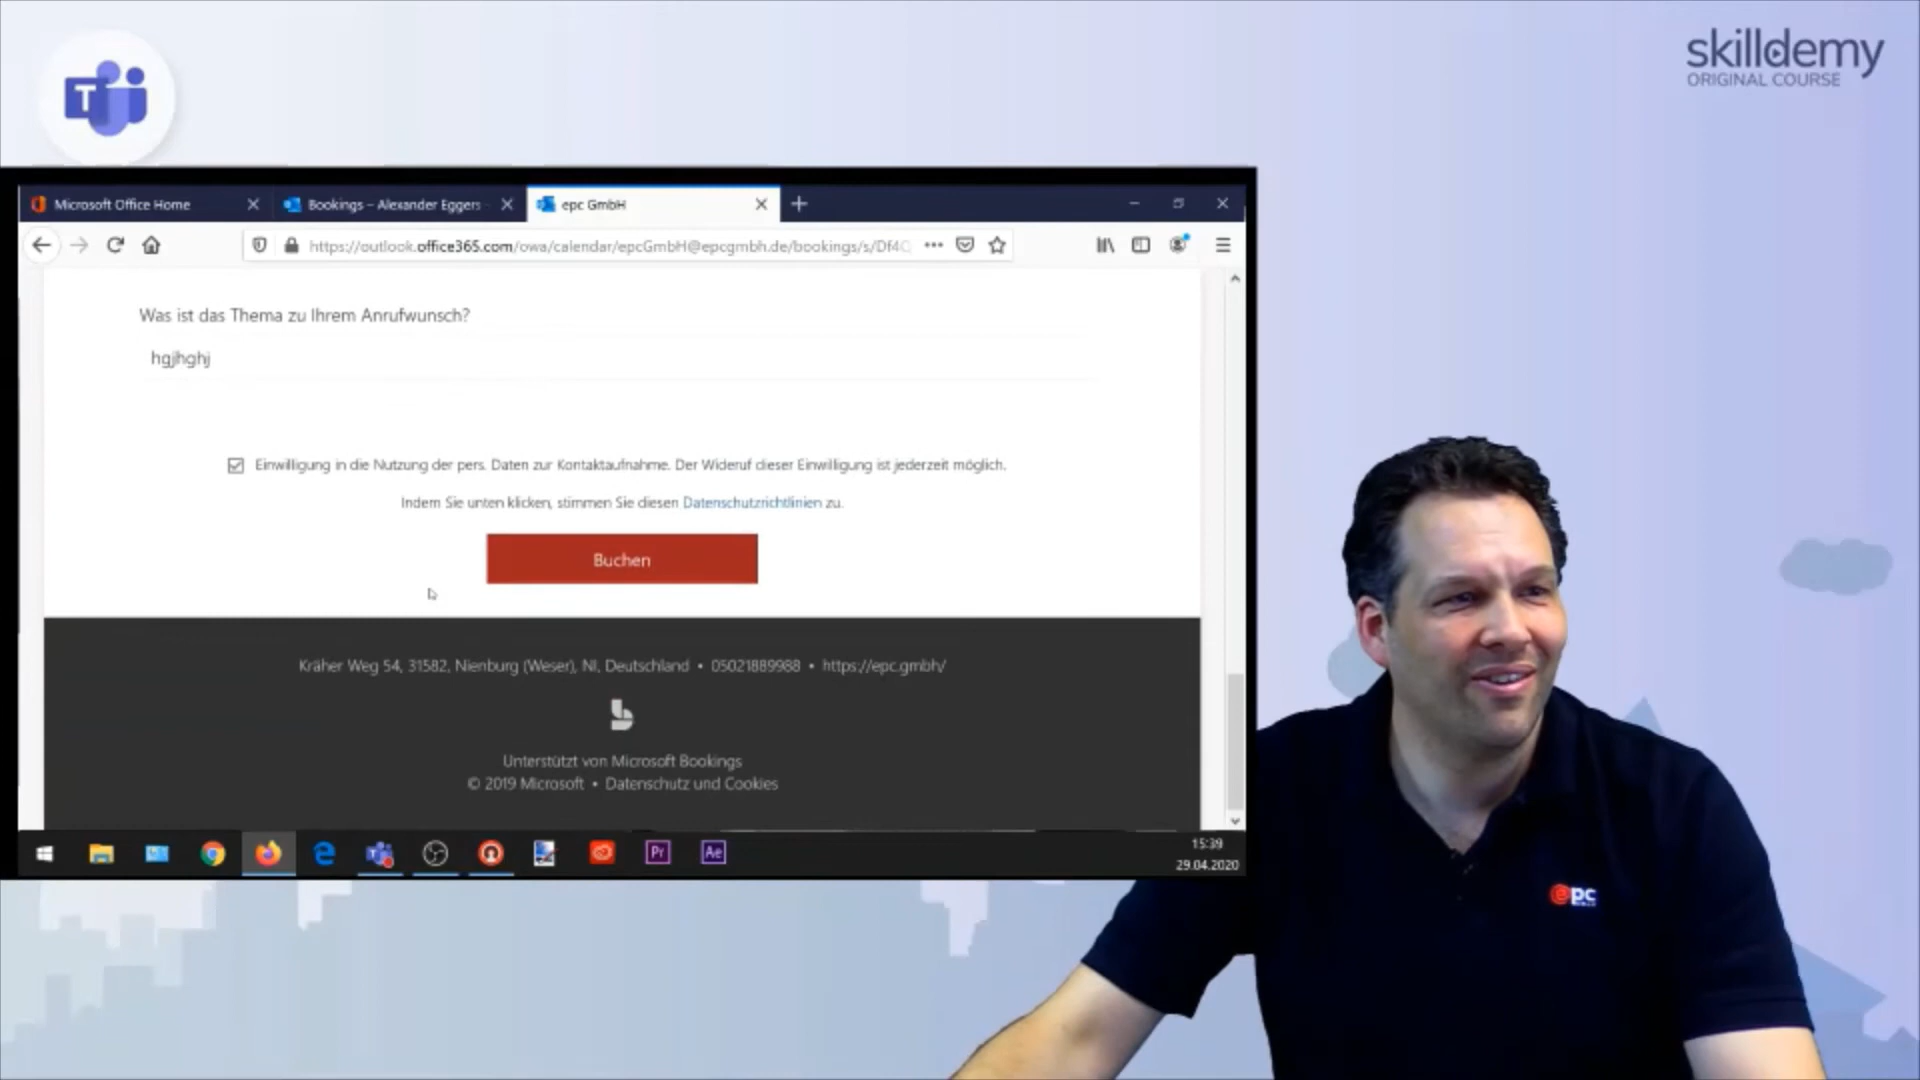 T
skilldemy
ORIGINAL COURSE
Microsoft Office Home
Bookings – Alexander Eggers
epc GmbH
https://outlook.office365.com/owa/calendar/epcGmbH@epcgmbh.de/bookings/s/Df4
Was ist das Thema zu Ihrem Anrufwunsch?
hgjhghj
Einwilligung in die Nutzung der pers. Daten zur Kontaktaufnahme. Der Wideruf dieser Einwilligung ist jederzeit möglich.
Indem Sie unten klicken, stimmen Sie diesen Datenschutzrichtlinien zu.
Buchen
Kräher Weg 54, 31582, Nienburg (Weser), NI, Deutschland • 05021889988 • https://epc.gmbh/
Unterstützt von Microsoft Bookings
© 2019 Microsoft • Datenschutz und Cookies
Pr
Ae
15:39
29.04.2020
epc